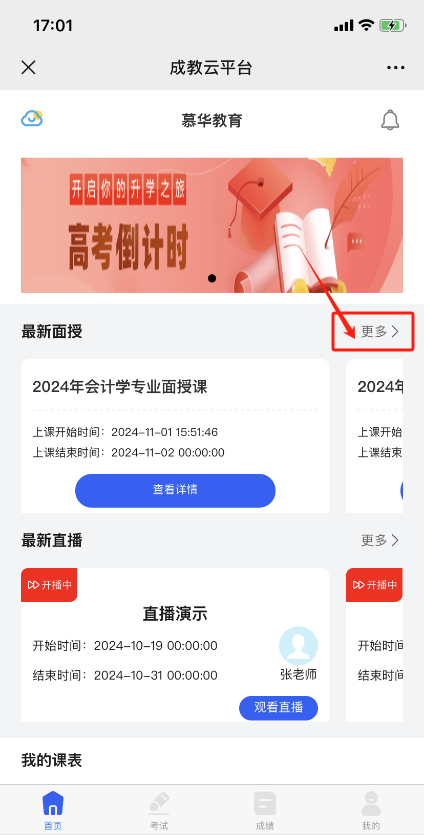 17:01
成教云平台
慕华教育
开启你的升学之旅
高考倒计时
最新面授
更多
2024年会计学专业面授课
2024年
上课开始时间：2024-11-01 15:51:46
上课开始
上课结束时间：2024-11-02 00:00:00
上课结束
查看详情
最新直播
更多
开播中
开播中
直播演示
开始时间：2024-10-19 00:00:00
开始时间
结束时间：2024-10-31 00:00:00
张老师
结束时间
观看直播
我的课表
首页
考试
成绩
我的